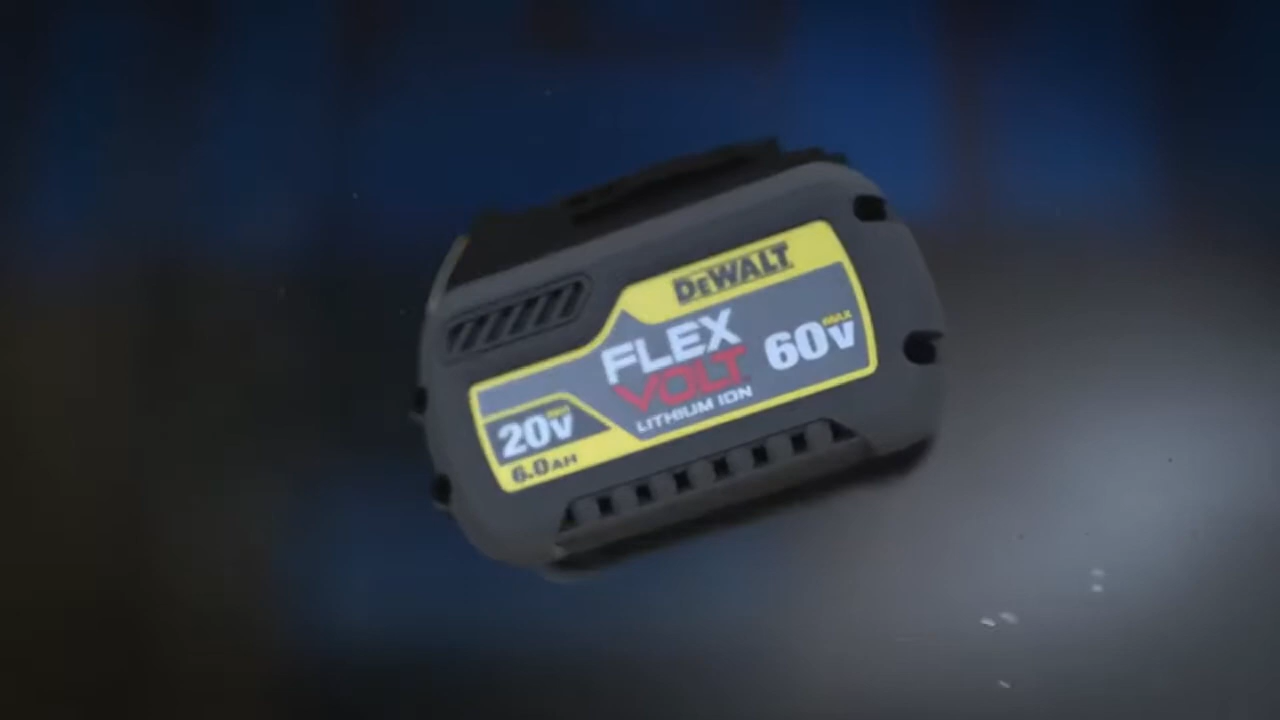 DEWALT
FLEX
VOLT
LITHIUM ION
60V MAX
20V MAX
6.0AH